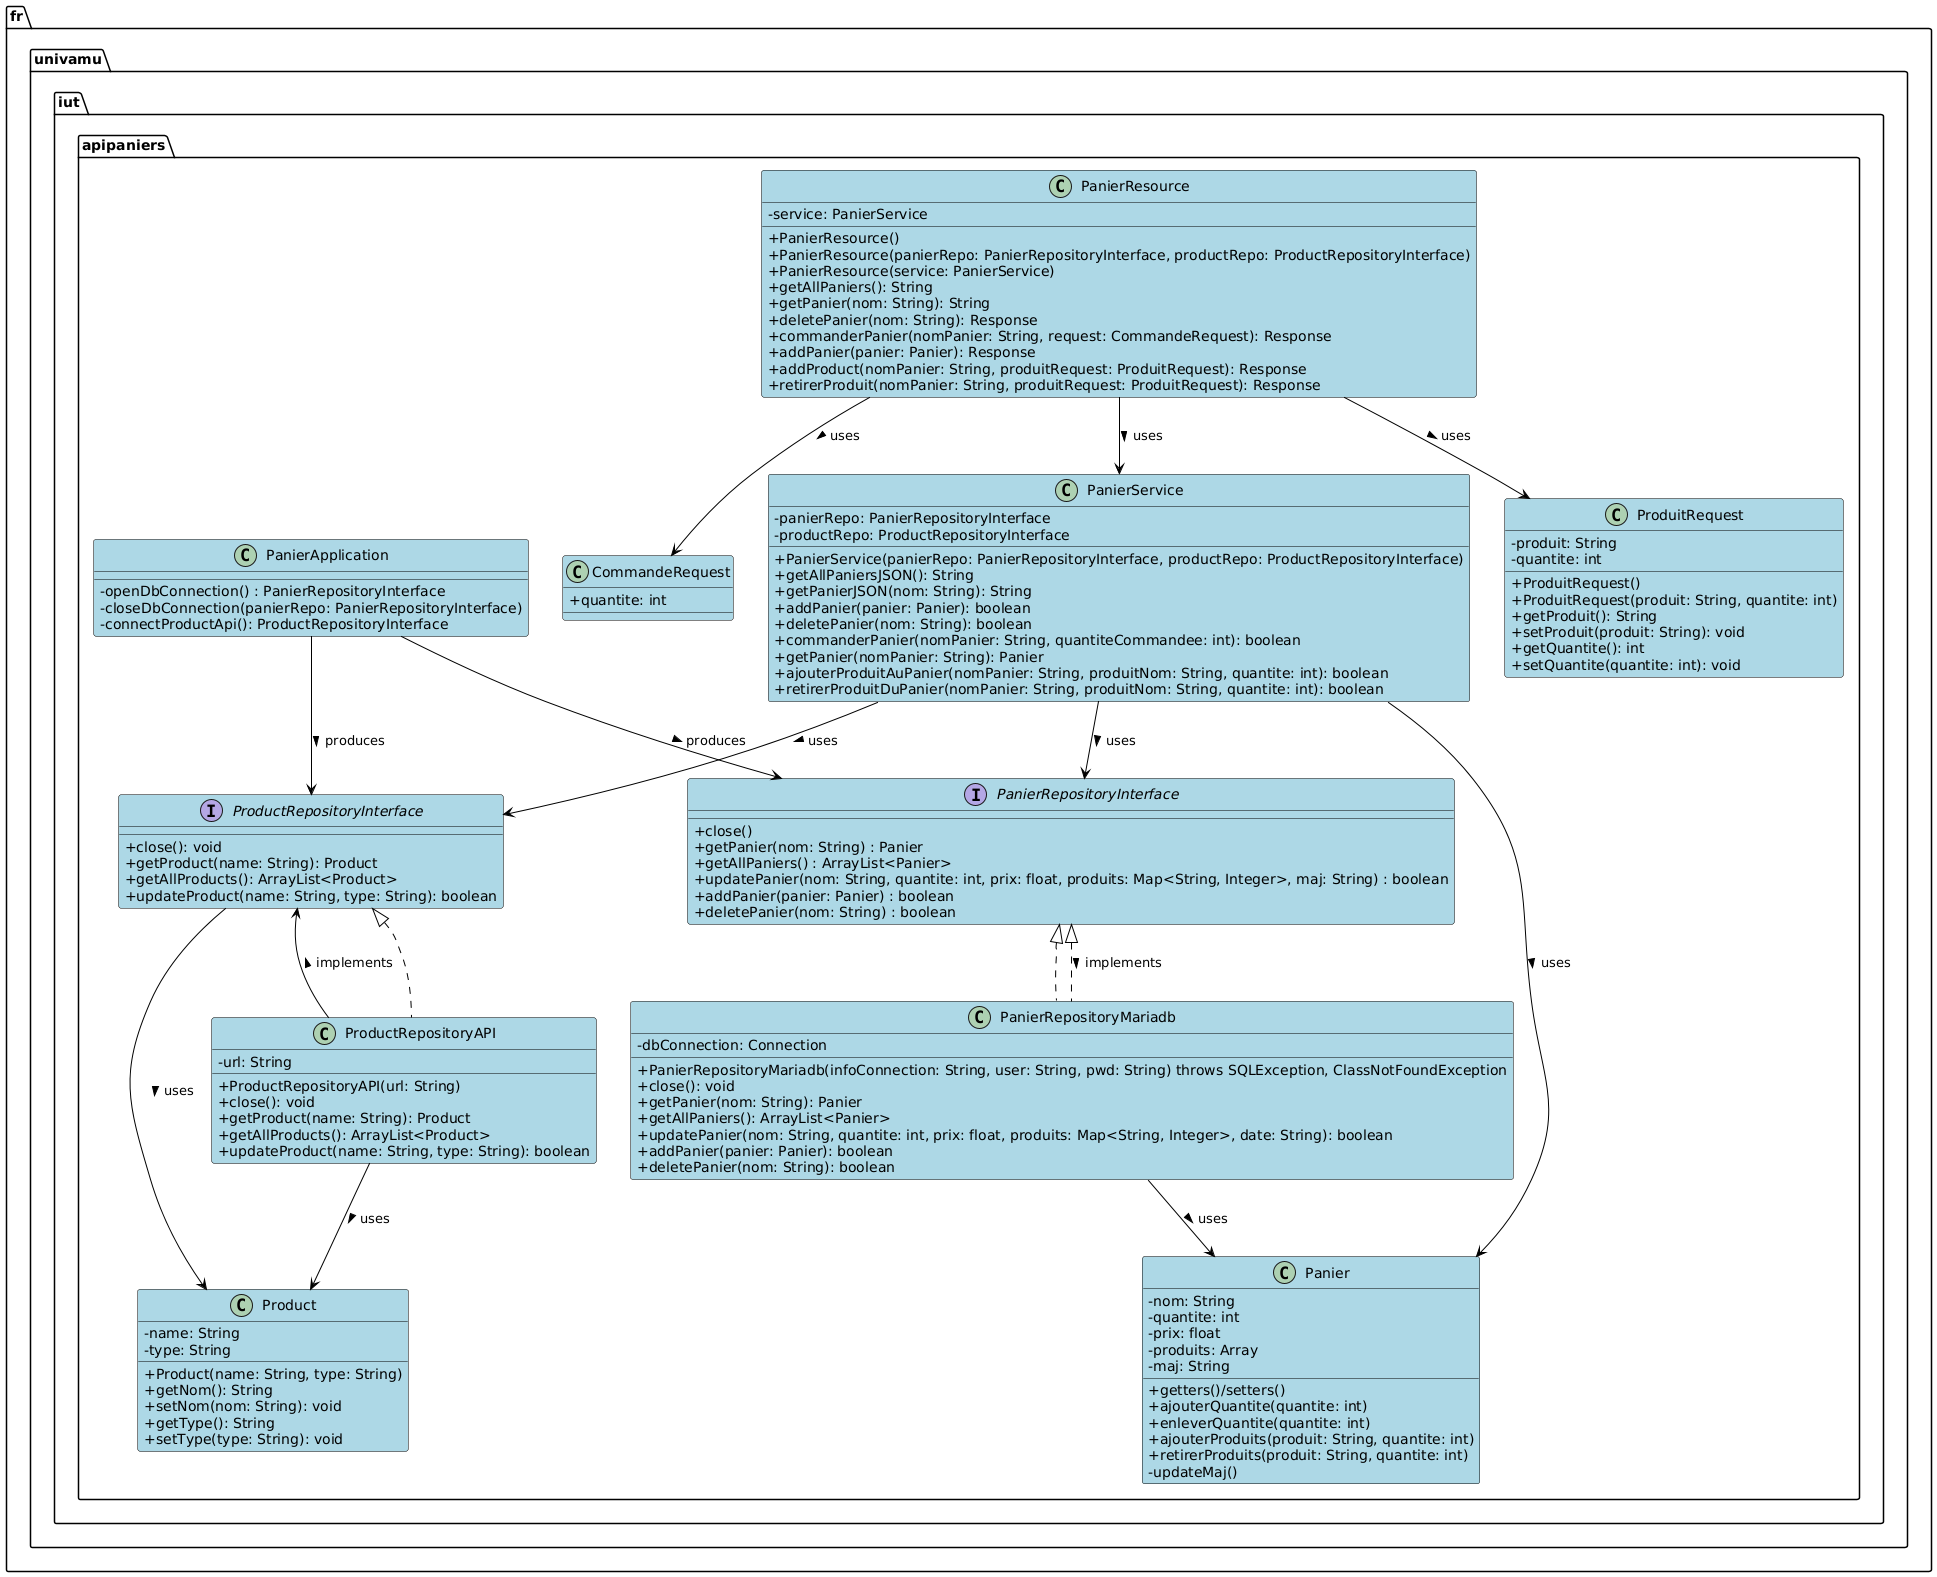 fr
univamu
iut
apipaniers
C PanierResource
-service: PanierService
+PanierResource()
+PanierResource(panierRepo: PanierRepositoryInterface, productRepo: ProductRepositoryInterface)
+PanierResource(service: PanierService)
+getAllPaniers(): String
+getPanier(nom: String): String
+deletePanier(nom: String): Response
+commanderPanier(nomPanier: String, request: CommandeRequest): Response
+addPanier(panier: Panier): Response
+addProduct(nomPanier: String, produitRequest: ProduitRequest): Response
+retirerProduit(nomPanier: String, produitRequest: ProduitRequest): Response
uses
uses
uses
C PanierApplication
-openDbConnection() : PanierRepositoryInterface
-closeDbConnection(panierRepo: PanierRepositoryInterface)
-connectProductApi(): ProductRepositoryInterface
C CommandeRequest
+quantite: int
C PanierService
-panierRepo: PanierRepositoryInterface
-productRepo: ProductRepositoryInterface
+PanierService(panierRepo: PanierRepositoryInterface, productRepo: ProductRepositoryInterface)
+getAllPaniersJSON(): String
+getPanierJSON(nom: String): String
+addPanier(panier: Panier): boolean
+deletePanier(nom: String): boolean
+commanderPanier(nomPanier: String, quantiteCommandee: int): boolean
+getPanier(nomPanier: String): Panier
+ajouterProduitAuPanier(nomPanier: String, produitNom: String, quantite: int): boolean
+retirerProduitDuPanier(nomPanier: String, produitNom: String, quantite: int): boolean
C ProduitRequest
-produit: String
-quantite: int
+ProduitRequest()
+ProduitRequest(produit: String, quantite: int)
+getProduit(): String
+setProduit(produit: String): void
+getQuantite(): int
+setQuantite(quantite: int): void
produces
produces
uses
uses
I ProductRepositoryInterface
+close(): void
+getProduct(name: String): Product
+getAllProducts(): ArrayList<Product>
+updateProduct(name: String, type: String): boolean
I PanierRepositoryInterface
+close()
+getPanier(nom: String) : Panier
+getAllPaniers() : ArrayList<Panier>
+updatePanier(nom: String, quantite: int, prix: float, produits: Map<String, Integer>, maj: String) : boolean
+addPanier(panier: Panier) : boolean
+deletePanier(nom: String) : boolean
implements
implements
uses
uses
C ProductRepositoryAPI
-url: String
+ProductRepositoryAPI(url: String)
+close(): void
+getProduct(name: String): Product
+getAllProducts(): ArrayList<Product>
+updateProduct(name: String, type: String): boolean
C PanierRepositoryMariadb
-dbConnection: Connection
+PanierRepositoryMariadb(infoConnection: String, user: String, pwd: String) throws SQLException, ClassNotFoundException
+close(): void
+getPanier(nom: String): Panier
+getAllPaniers(): ArrayList<Panier>
+updatePanier(nom: String, quantite: int, prix: float, produits: Map<String, Integer>, date: String): boolean
+addPanier(panier: Panier): boolean
+deletePanier(nom: String): boolean
uses
uses
C Product
-name: String
-type: String
+Product(name: String, type: String)
+getNom(): String
+setNom(nom: String): void
+getType(): String
+setType(type: String): void
C Panier
-nom: String
-quantite: int
-prix: float
-produits: Array
-maj: String
+getters()/setters()
+ajouterQuantite(quantite: int)
+enleverQuantite(quantite: int)
+ajouterProduits(produit: String, quantite: int)
+retirerProduits(produit: String, quantite: int)
-updateMaj()